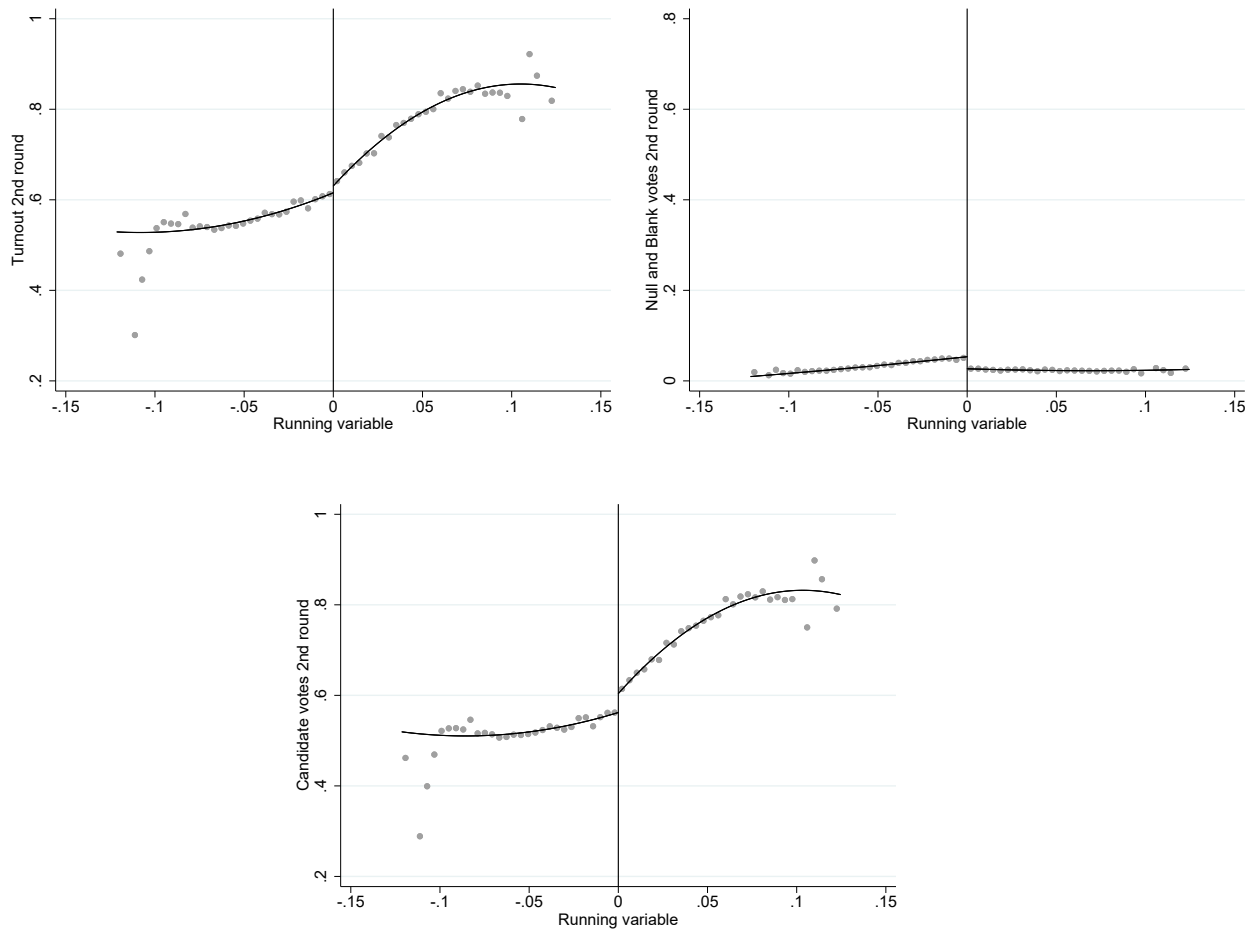 Turnout 2nd round
1
.8
.6
.4
.2
-.15 -.1 -.05 0 .05 .1 .15
Running variable
Null and Blank votes 2nd round
.8
.6
.4
.2
0
-.15 -.1 -.05 0 .05 .1 .15
Running variable
Candidate votes 2nd round
1
.8
.6
.4
.2
-.15 -.1 -.05 0 .05 .1 .15
Running variable